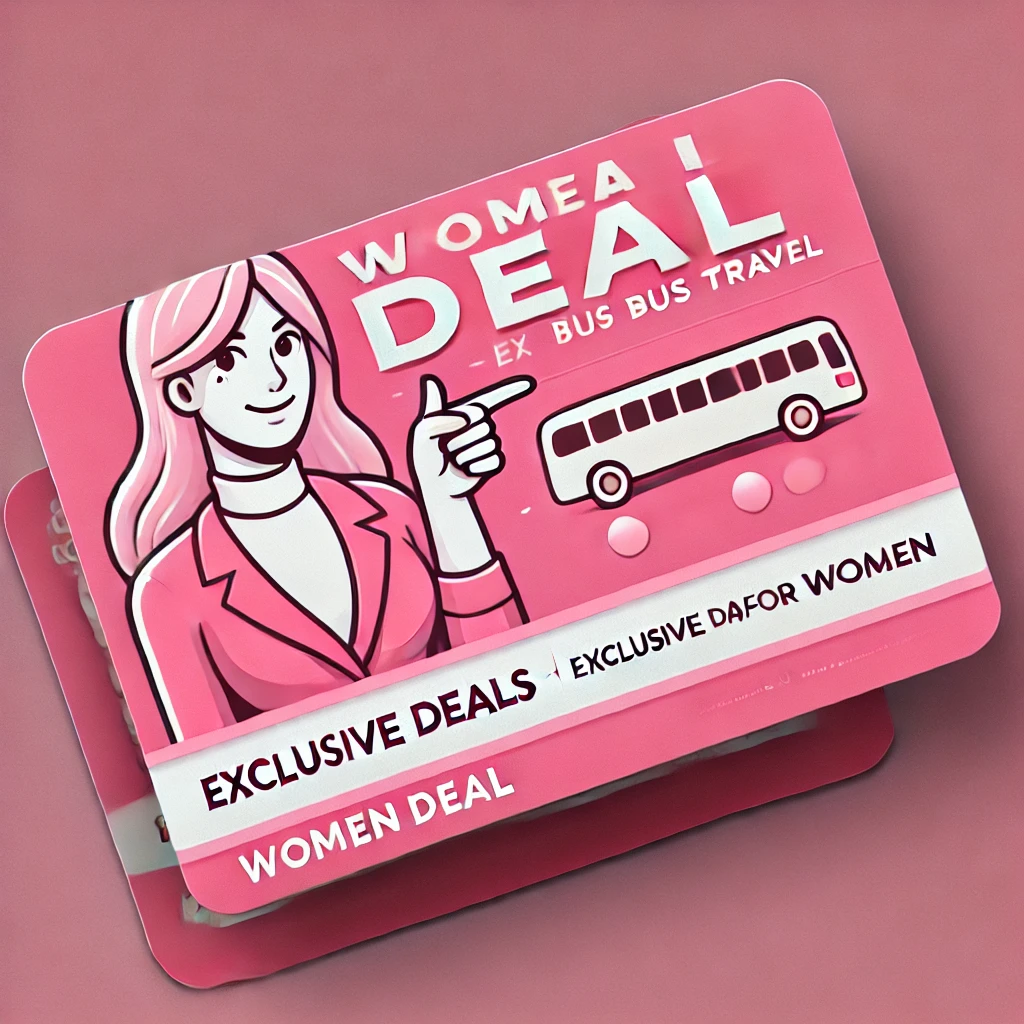 WOMEA
DEAL
-EX BUS BUS TRAVEL
EXCLUSIVE DEALS
EXCLUSIVE DAFOR WOMEN
WOMEN DEAL